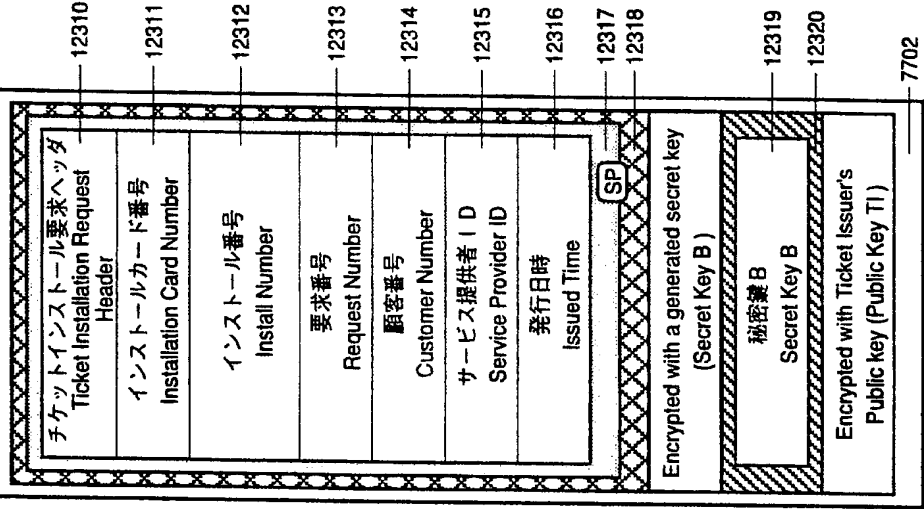 チケットインストール要求ヘッダ
Ticket Installation Request
Header
12310
インストールカード番号
Installation Card Number
12311
インストール番号
Install Number
12312
要求番号
Request Number
12313
顧客番号
Customer Number
12314
サービス提供者ID
Service Provider ID
12315
発行日時
Issued Time
12316
SP
12317
12318
Encrypted with a generated secret key
(Secret Key B )
秘密鍵B
Secret Key B
12319
12320
Encrypted with Ticket Issuer's
Public key (Public Key TI )
7702